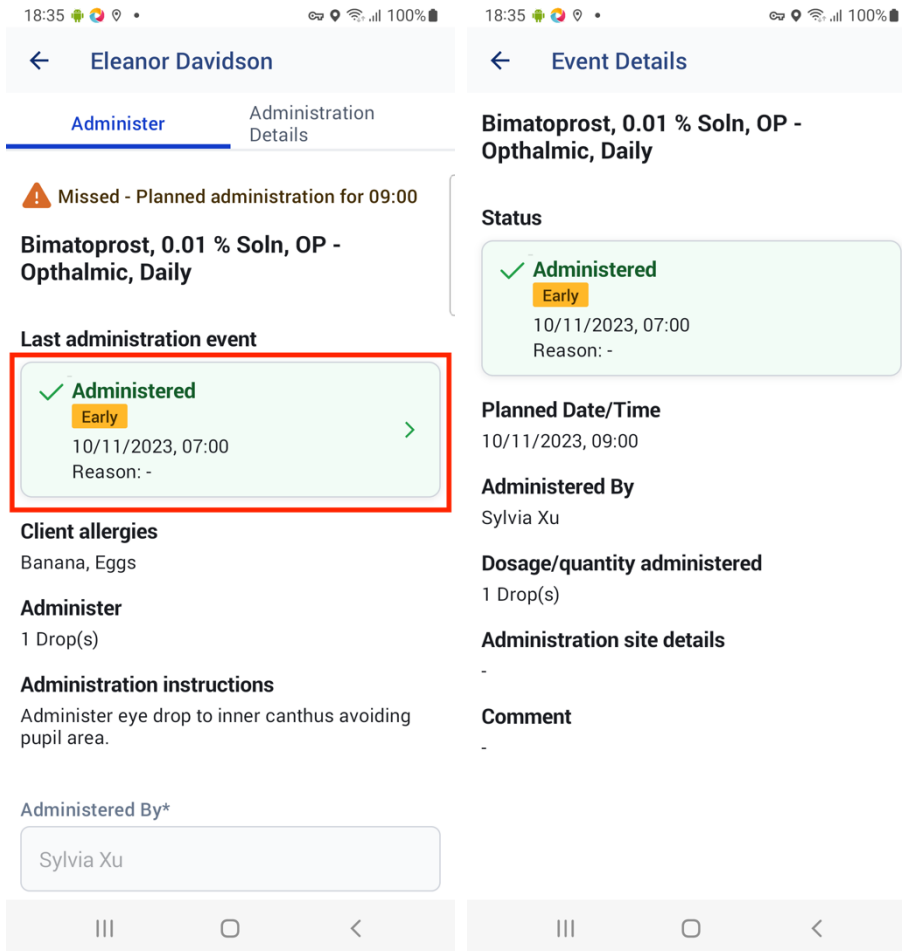 18:35
100%
Eleanor Davidson
Administer
Administration
Details
Missed - Planned administration for 09:00
Bimatoprost, 0.01 % Soln, OP -
Opthalmic, Daily
Last administration event
Administered
Early
10/11/2023, 07:00
Reason: -
Client allergies
Banana, Eggs
Administer
1 Drop(s)
Administration instructions
Administer eye drop to inner canthus avoiding
pupil area.
Administered By*
Sylvia Xu
18:35
100%
Event Details
Bimatoprost, 0.01 % Soln, OP -
Opthalmic, Daily
Status
Administered
Early
10/11/2023, 07:00
Reason: -
Planned Date/Time
10/11/2023, 09:00
Administered By
Sylvia Xu
Dosage/quantity administered
1 Drop(s)
Administration site details
-
Comment
-